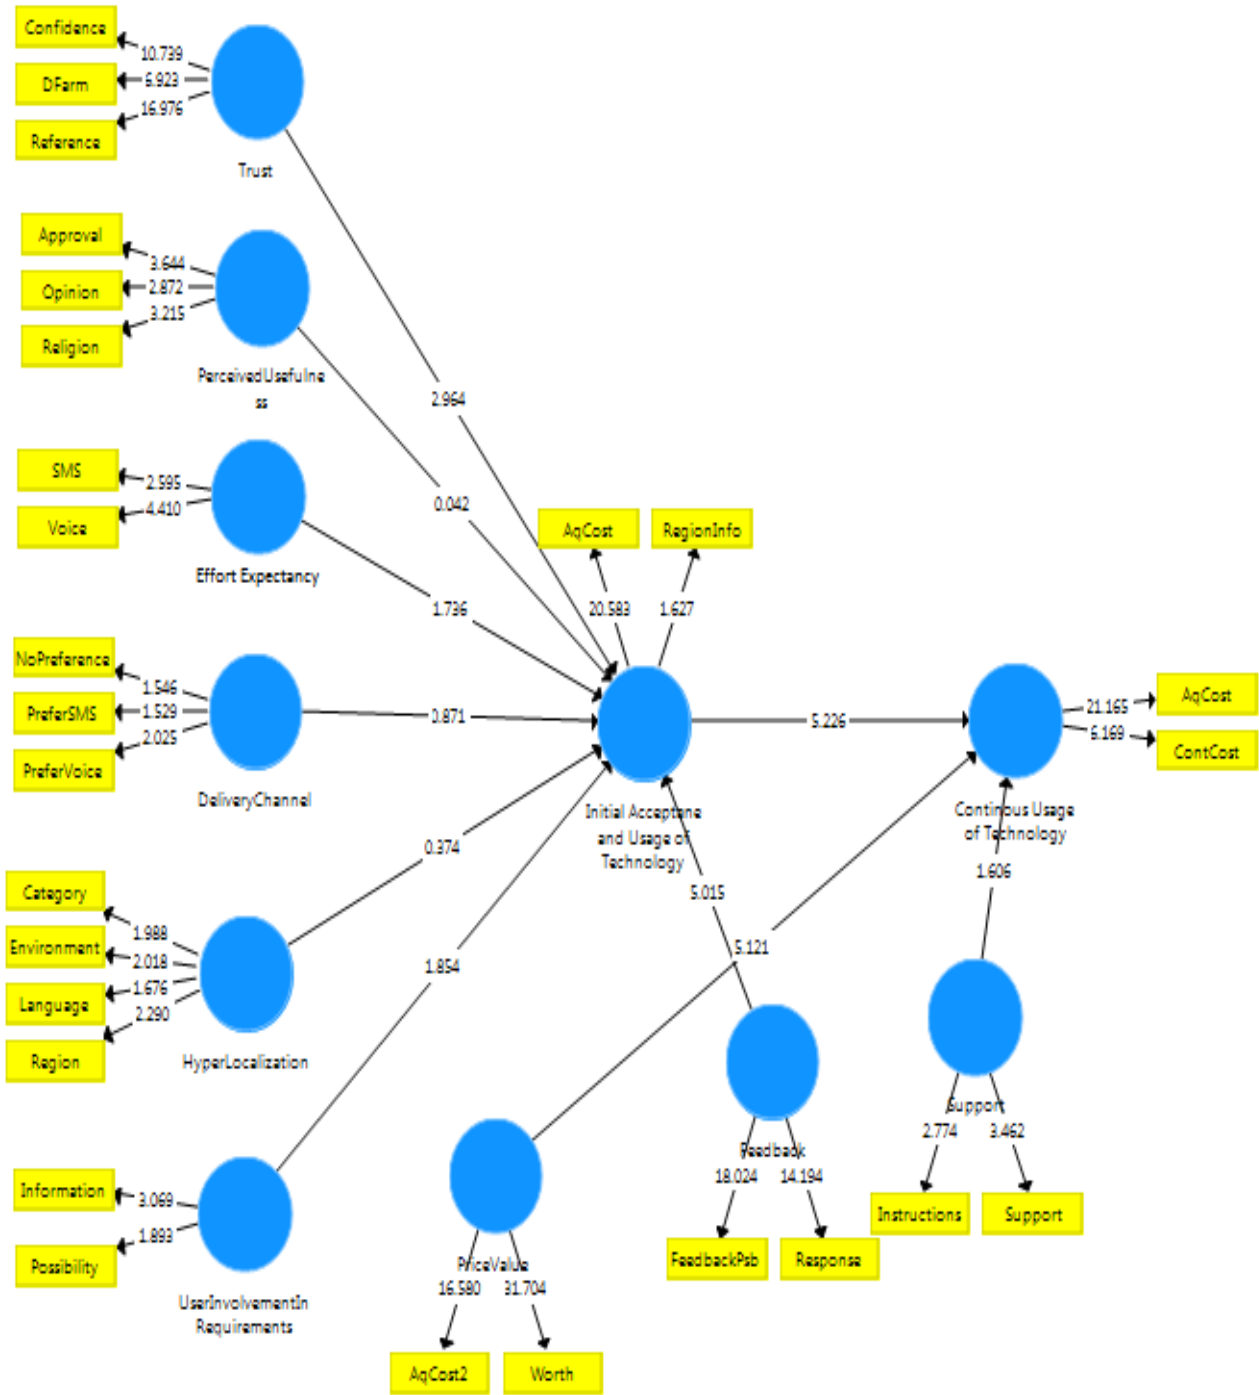 Confidence
10.739
DFarm
6.923
16.976
Reference
Trust
Approval
3.644
Opinion
2.872
3.215
Religion
PerceivedUsefulne
ss
2.964
SMS
2.595
4.410
Voice
Effort Expectancy
0.042
AqCost
RegionInfo
1.736
20.583
1.627
NoPreference
1.546
PreferSMS
1.529
2.025
PreferVoice
DeliveryChannel
0.871
5.226
21.165
AqCost
6.169
ContCost
Initial Acceptane
and Usage of
Technology
Continous Usage
of Technology
0.374
5.015
1.606
Category
1.988
Environment
2.018
1.676
Language
2.290
Region
HyperLocalization
1.854
5.121
Support
2.774
3.462
Instructions
Support
Feedback
18.024
14.194
FeedbackPsb
Response
Information
3.069
1.893
Possibility
UserInvolvementIn
Requirements
PriceValue
16.580
31.704
AqCost2
Worth